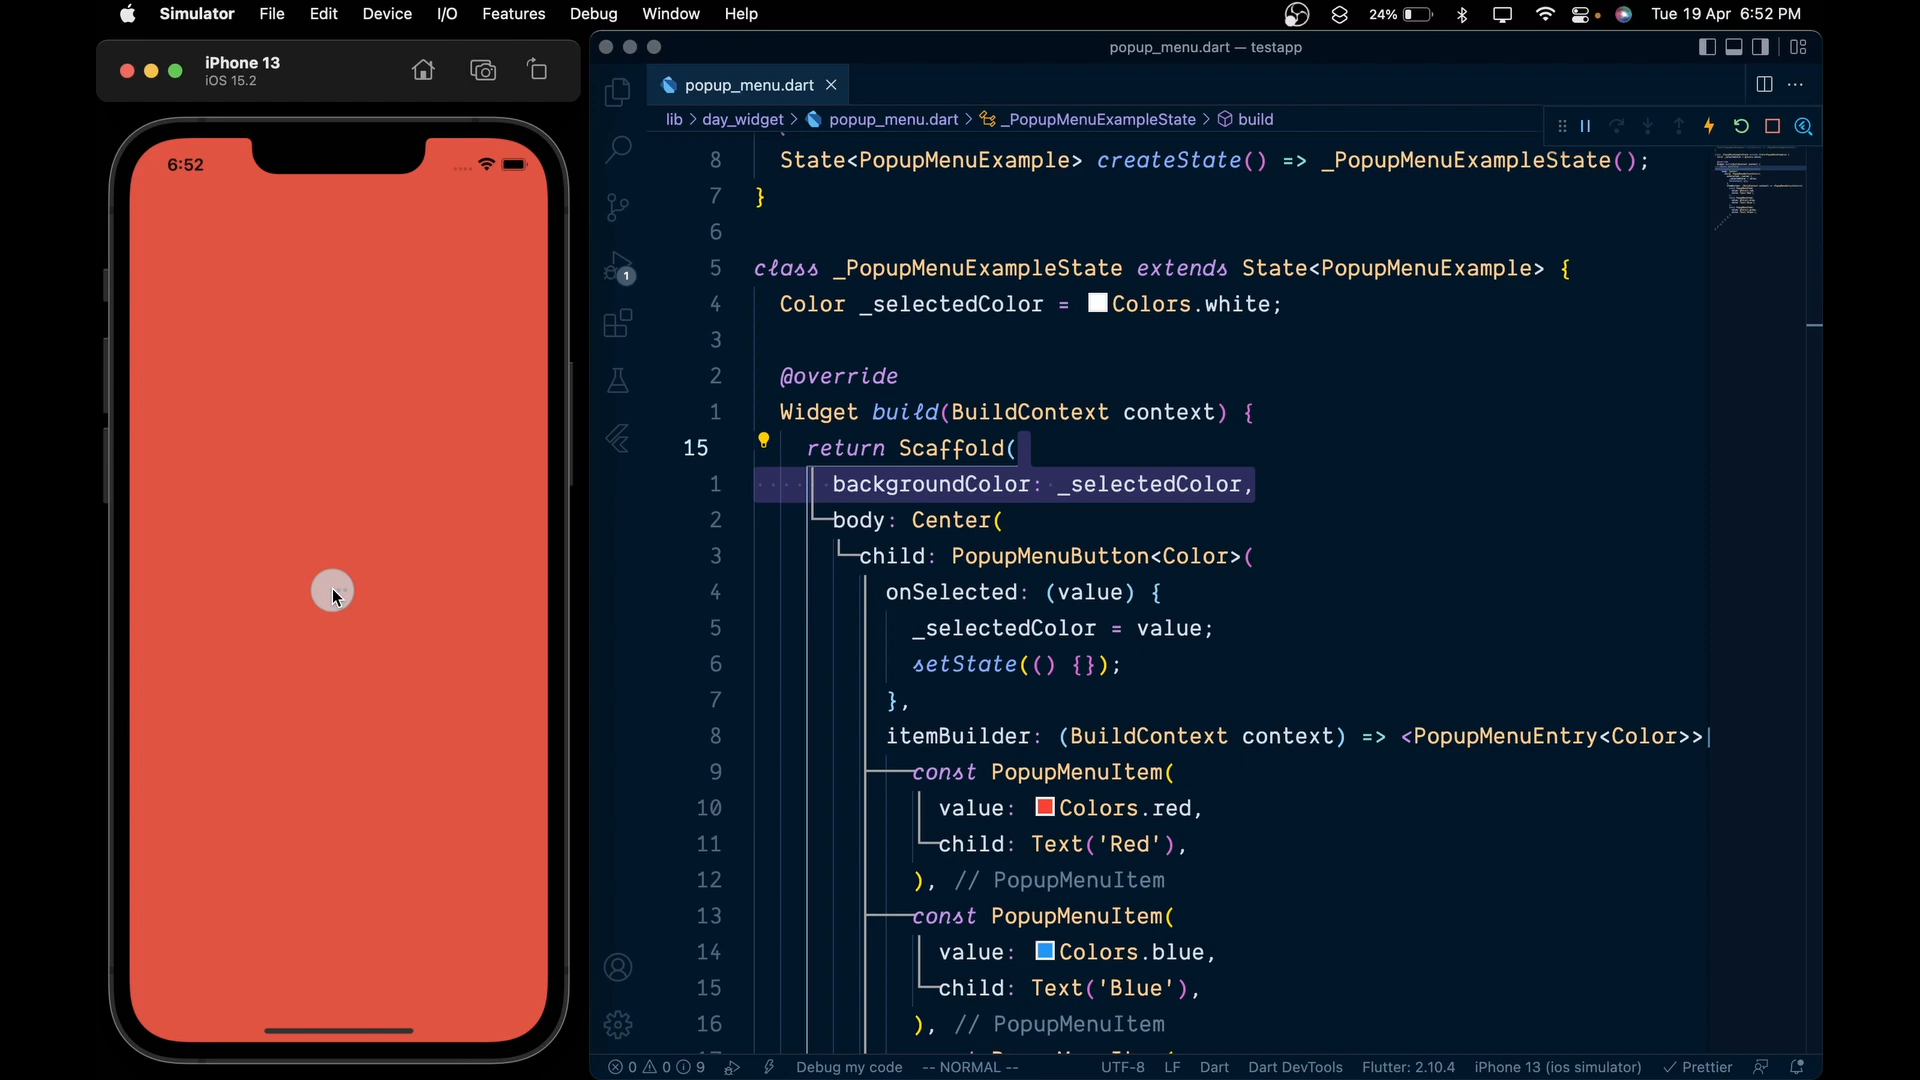 Simulator File Edit Device I/O Features Debug Window Help
24% Tue 19 Apr 6:52 PM
iPhone 13
iOS 15.2
6:52
popup_menu.dart — testapp
popup_menu.dart
lib > day_widget > popup_menu.dart > _PopupMenuExampleState > build
8 State<PopupMenuExample> createState() => _PopupMenuExampleState();
7 }
6
5 class _PopupMenuExampleState extends State<PopupMenuExample> {
4 Color _selectedColor = Colors.white;
3
2 @override
1 Widget build(BuildContext context) {
15 return Scaffold(
1 backgroundColor: _selectedColor,
2 body: Center(
3 child: PopupMenuButton<Color>(
4 onSelected: (value) {
5 _selectedColor = value;
6 setState(() {});
7 },
8 itemBuilder: (BuildContext context) => <PopupMenuEntry<Color>>
9 const PopupMenuItem(
10 value: Colors.red,
11 child: Text('Red'),
12 ), // PopupMenuItem
13 const PopupMenuItem(
14 value: Colors.blue,
15 child: Text('Blue'),
16 ), // PopupMenuItem
1
0 0 9 Debug my code -- NORMAL -- UTF-8 LF Dart Dart DevTools Flutter: 2.10.4 iPhone 13 (ios simulator) Prettier